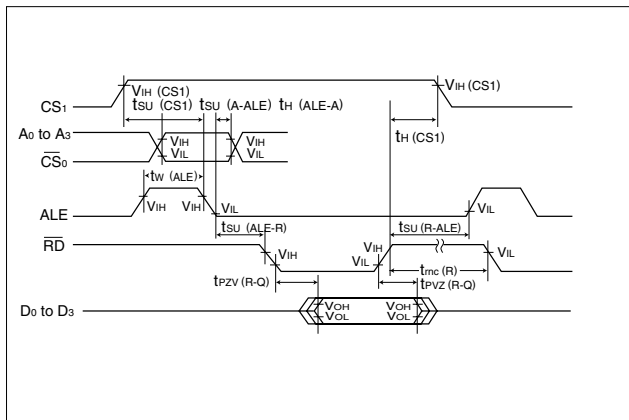 VIH (CS1)
VIH (CS1)
CS1
tSU (CS1) tSU (A-ALE) tH (ALE-A)
A0 to A3
VIH
VIH
tH (CS1)
CS0
VIL
VIL
tW (ALE)
ALE
VIH
VIH
VIL
VIL
tSU (ALE-R)
tSU (R-ALE)
RD
VIH
VIH
VIL
VIL
trnc (R)
tPZV (R-Q)
tPVZ (R-Q)
D0 to D3
VOH
VOH
VOL
VOL